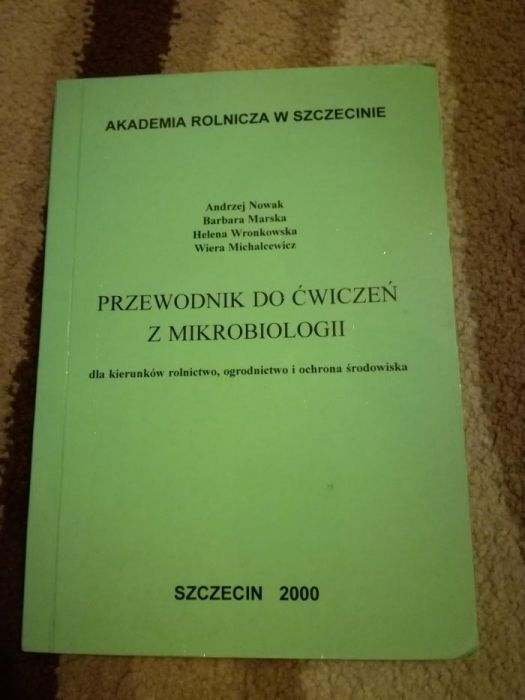 AKADEMIA ROLNICZA W SZCZECINIE
Andrzej Nowak
Barbara Marska
Helena Wronkowska
Wiera Michalcewicz
PRZEWODNIK DO ĆWICZEŃ
Z MIKROBIOLOGII
dla kierunków rolnictwo, ogrodnictwo i ochrona środowiska
SZCZECIN 2000